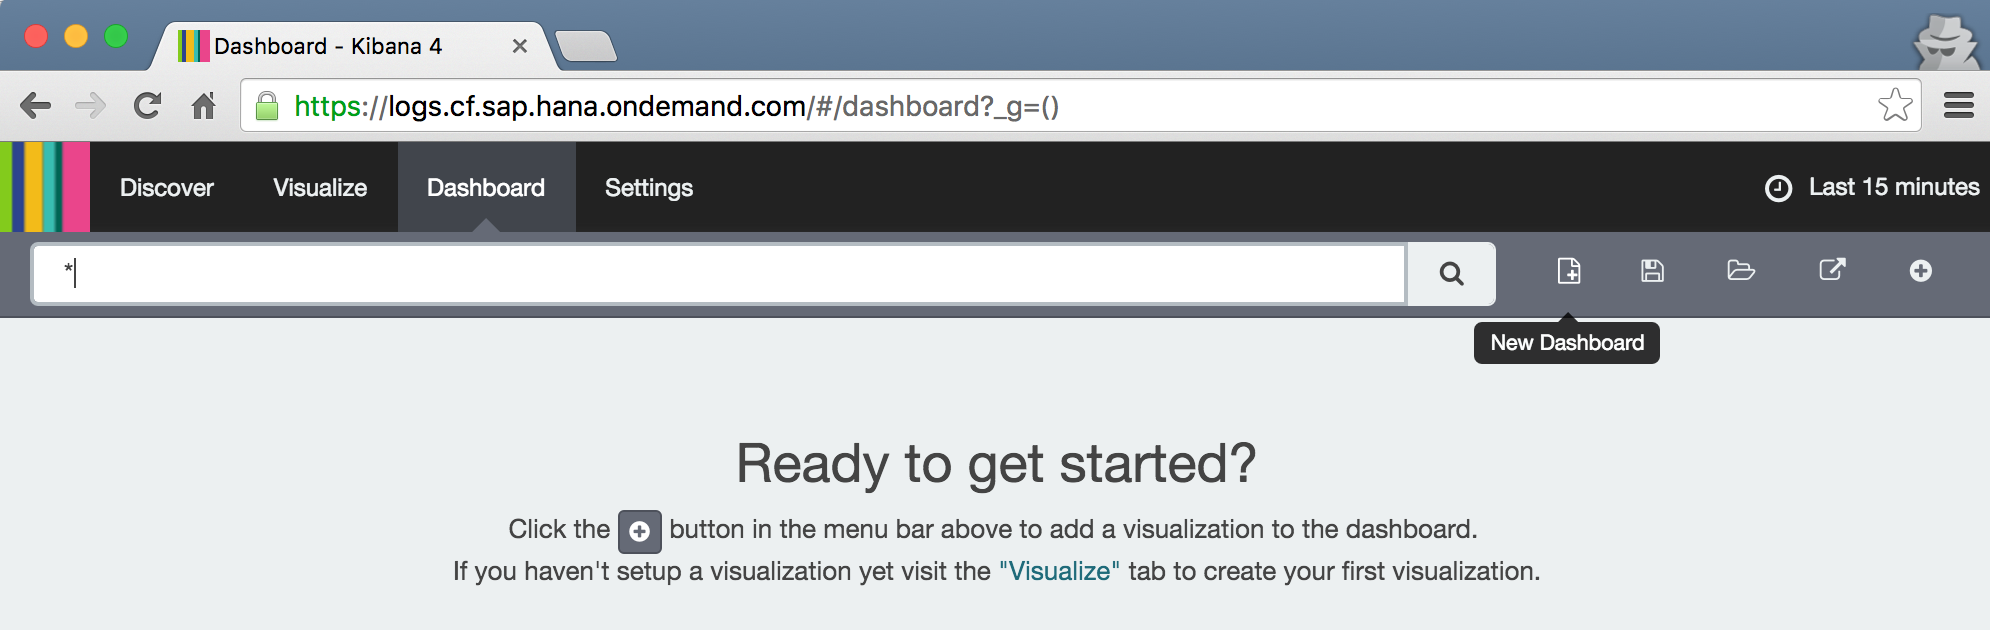 Dashboard - Kibana 4
https://logs.cf.sap.hana.ondemand.com/#/dashboard?_g=()
Discover Visualize Dashboard Settings Last 15 minutes
*
New Dashboard
Ready to get started?
Click the button in the menu bar above to add a visualization to the dashboard.
If you haven't setup a visualization yet visit the "Visualize" tab to create your first visualization.